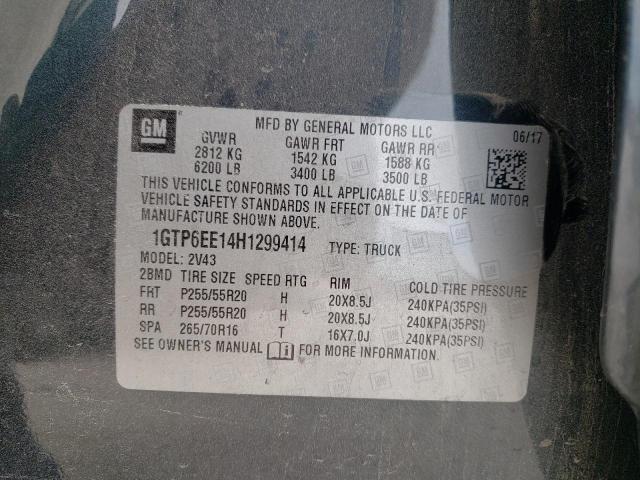 GM
MFD BY GENERAL MOTORS LLC 06/17
GVWR GAWR FRT GAWR RR
2812 KG 1542 KG 1588 KG
6200 LB 3400 LB 3500 LB
THIS VEHICLE CONFORMS TO ALL APPLICABLE U.S. FEDERAL MOTOR
VEHICLE SAFETY STANDARDS IN EFFECT ON THE DATE OF
MANUFACTURE SHOWN ABOVE.
1GTP6EE14H1299414 TYPE: TRUCK
MODEL: 2V43
2BMD TIRE SIZE SPEED RTG RIM COLD TIRE PRESSURE
FRT P255/55R20 H 20X8.5J 240KPA(35PSI)
RR P255/55R20 H 20X8.5J 240KPA(35PSI)
SPA 265/70R16 T 16X7.0J 240KPA(35PSI)
SEE OWNER'S MANUAL FOR MORE INFORMATION.